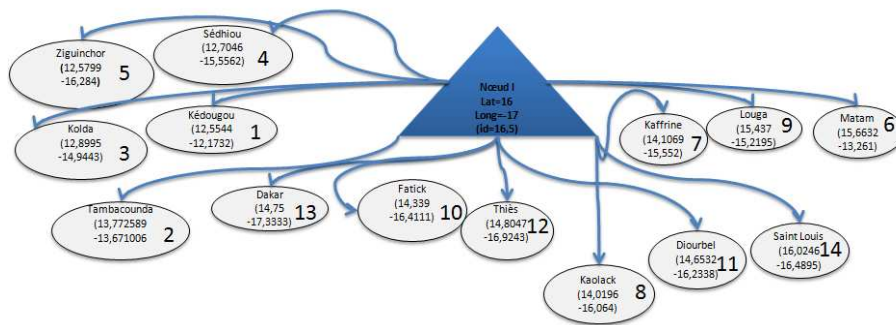 Ziguinchor
(12,5799
-16,284)
5
Sédhiou
(12,7046
-15,5562)
4
Nœud I
Lat=16
Long=-17
(id=16,5)
Kolda
(12,8995
-14,9443)
3
Kédougou
(12,5544
-12,1732)
1
Kaffrine
(14,1069
-15,552)
7
Louga
(15,437
-15,2195)
9
Matam
(15,6632
-13,261)
6
Tambacounda
(13,772589
-13,671006
2
Dakar
(14,75
-17,3333)
13
Fatick
(14,339
-16,4111)
10
Thiès
(14,8047
-16,9243)
12
Kaolack
(14,0196
-16,064)
8
Diourbel
(14,6532
-16,2338)
11
Saint Louis
(16,0246
-16,4895)
14